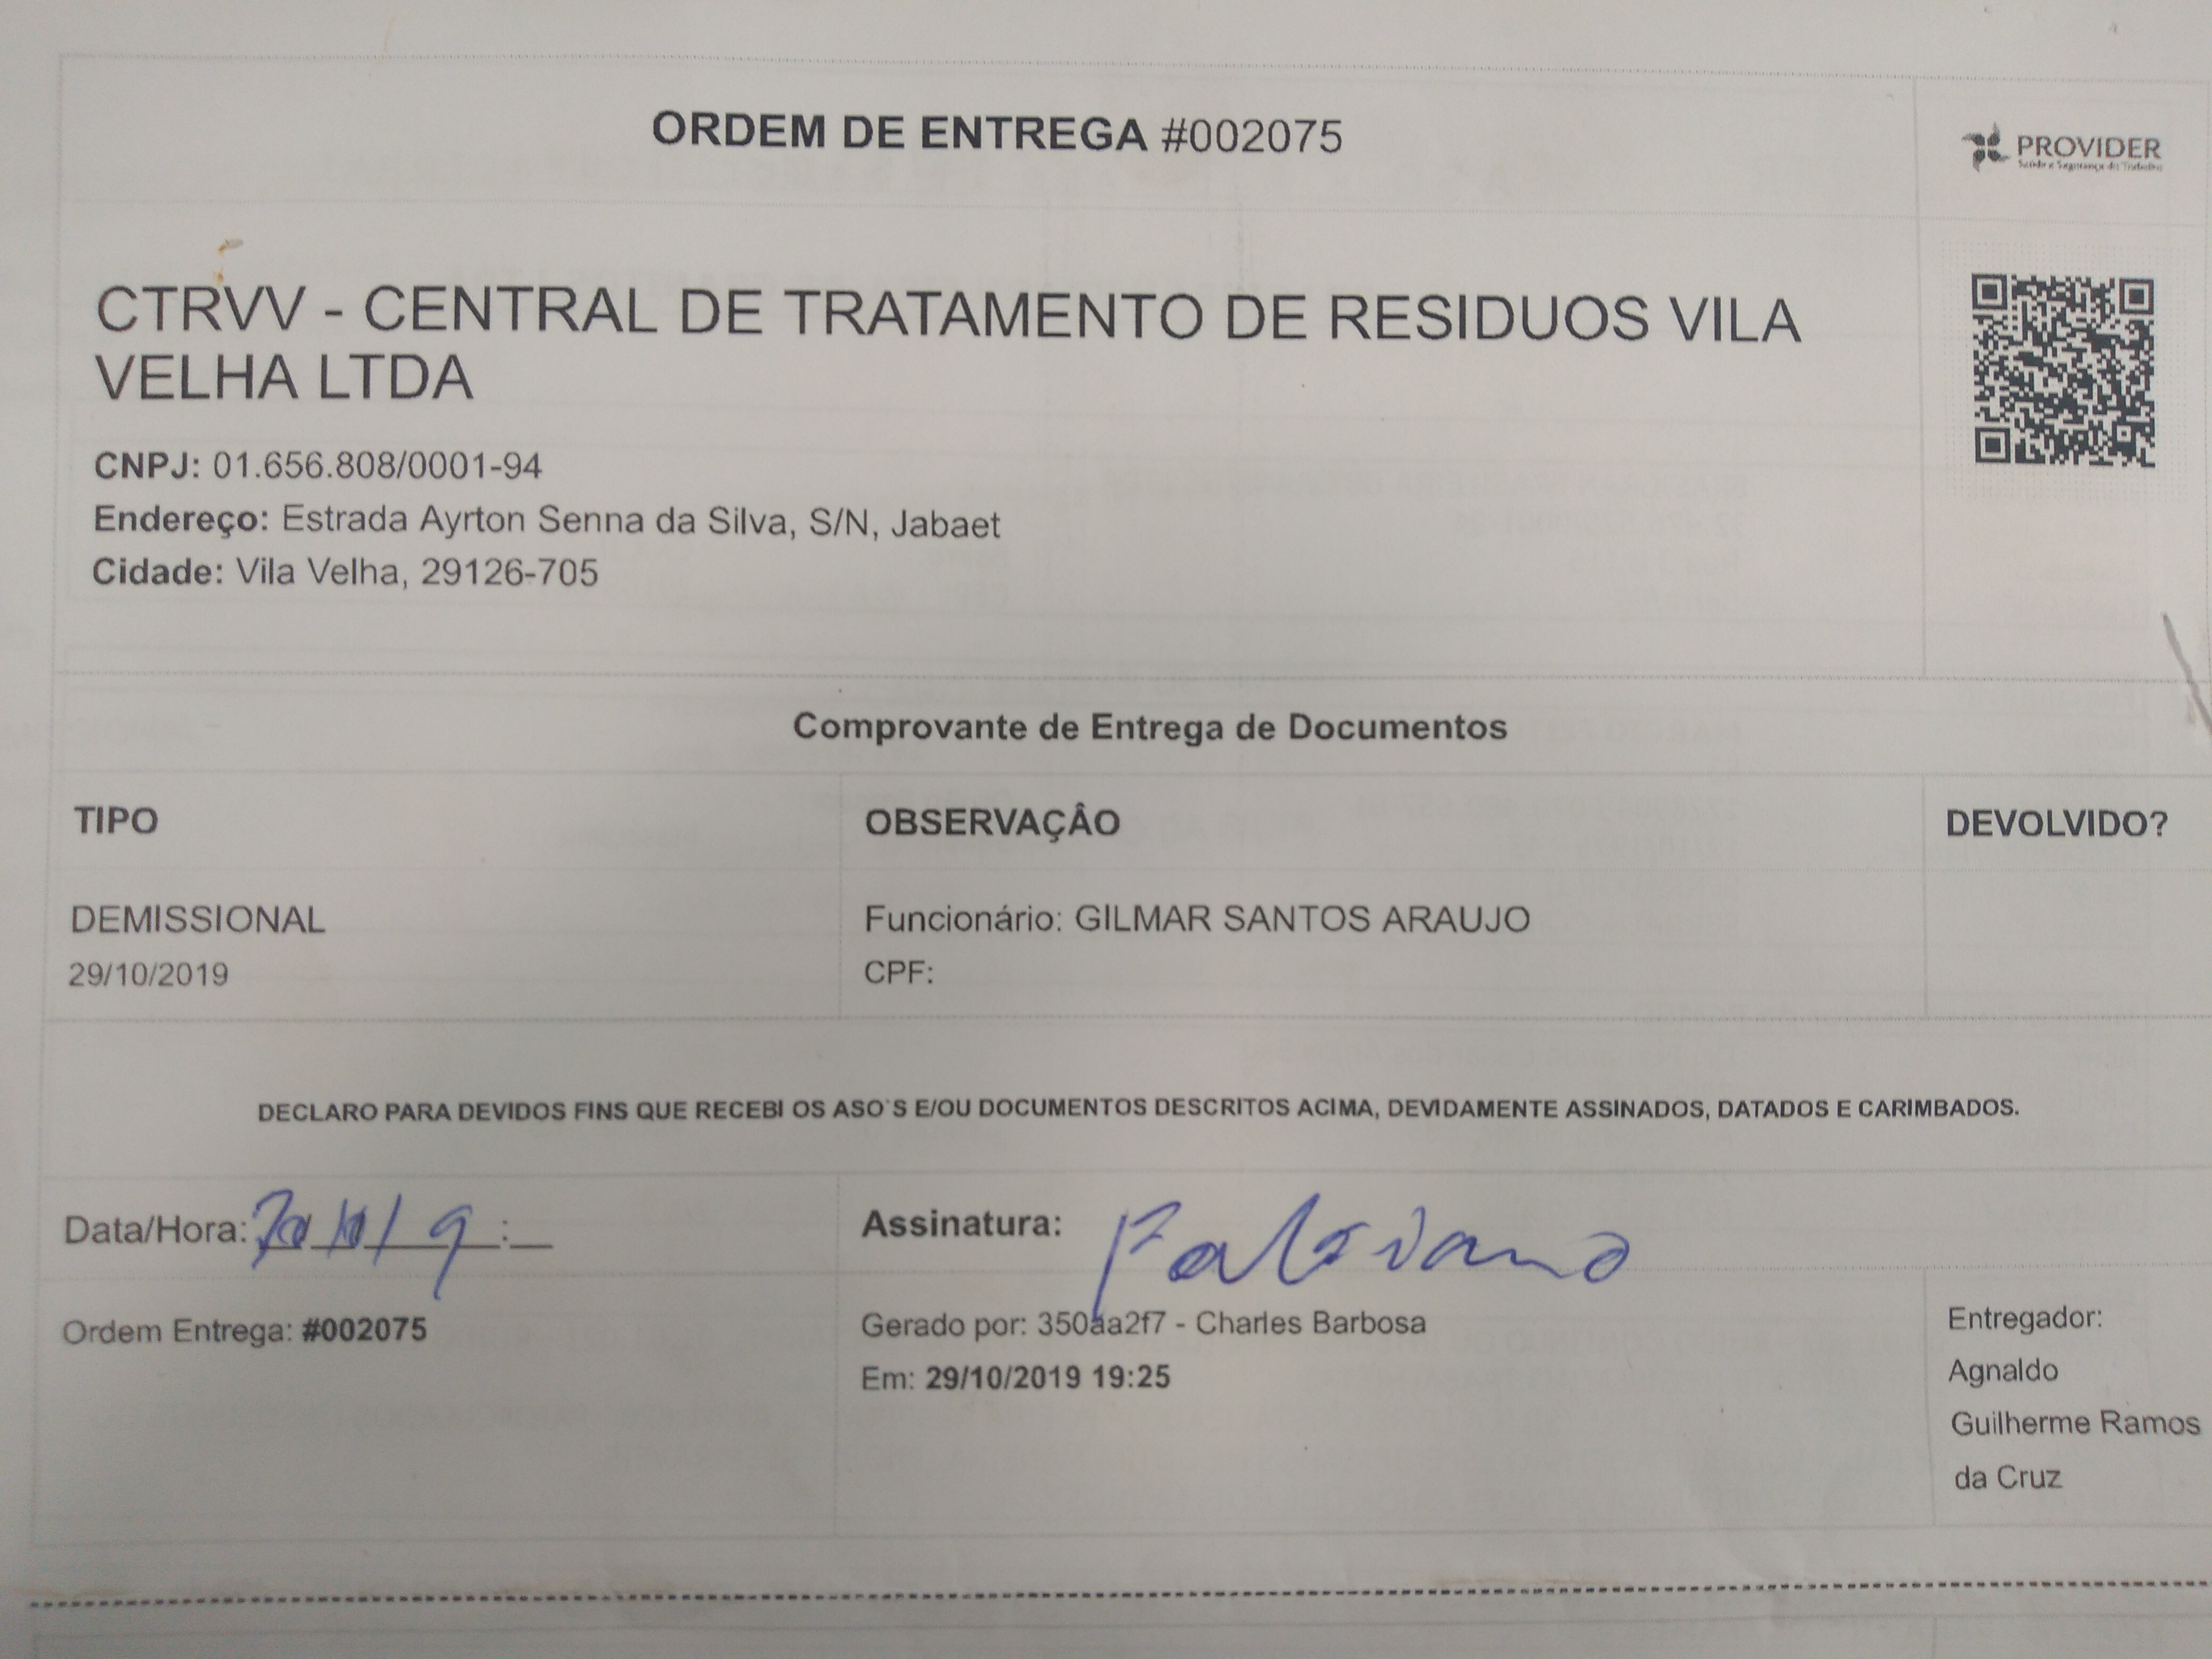 ORDEM DE ENTREGA #002075
PROVIDER
Saúde e Segurança do Trabalho
CTRVV - CENTRAL DE TRATAMENTO DE RESIDUOS VILA
VELHA LTDA
CNPJ: 01.656.808/0001-94
Endereço: Estrada Ayrton Senna da Silva, S/N, Jabaet
Cidade: Vila Velha, 29126-705
Comprovante de Entrega de Documentos
TIPO OBSERVAÇÂO DEVOLVIDO?
DEMISSIONAL Funcionário: GILMAR SANTOS ARAUJO
29/10/2019 CPF:
DECLARO PARA DEVIDOS FINS QUE RECEBI OS ASO`S E/OU DOCUMENTOS DESCRITOS ACIMA, DEVIDAMENTE ASSINADOS, DATADOS E CARIMBADOS.
Data/Hora: Assinatura: Fabiano
Ordem Entrega: #002075
Gerado por: 350aa2f7 - Charles Barbosa
Em: 29/10/2019 19:25
Entregador:
Agnaldo
Guilherme Ramos
da Cruz